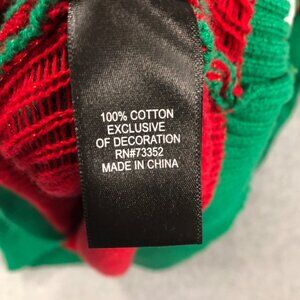 100% COTTON
EXCLUSIVE
OF DECORATION
RN#73352
MADE IN CHINA